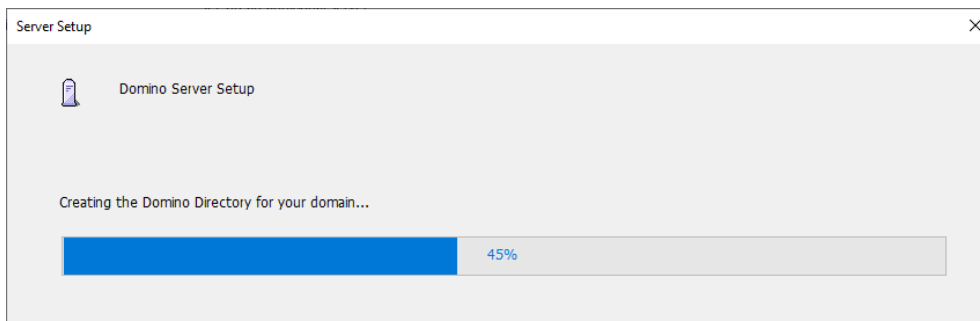 Server Setup
Domino Server Setup
Creating the Domino Directory for your domain...
45%